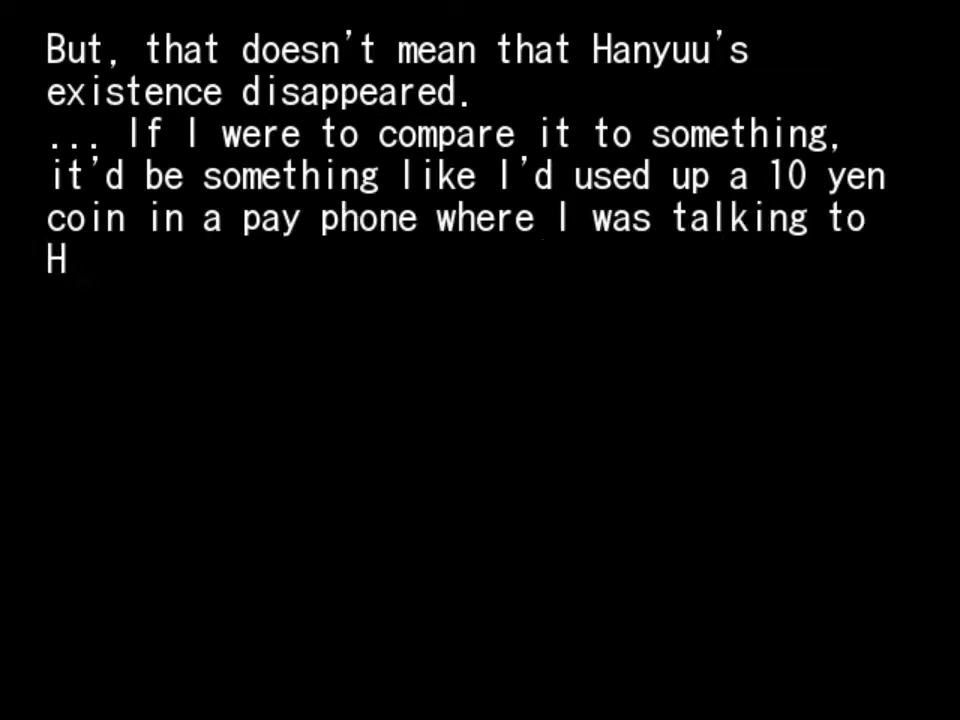 But, that doesn't mean that Hanyuu's
existence disappeared.
... If I were to compare it to something,
it'd be something like I'd used up a 10 yen
coin in a pay phone where I was talking to
H